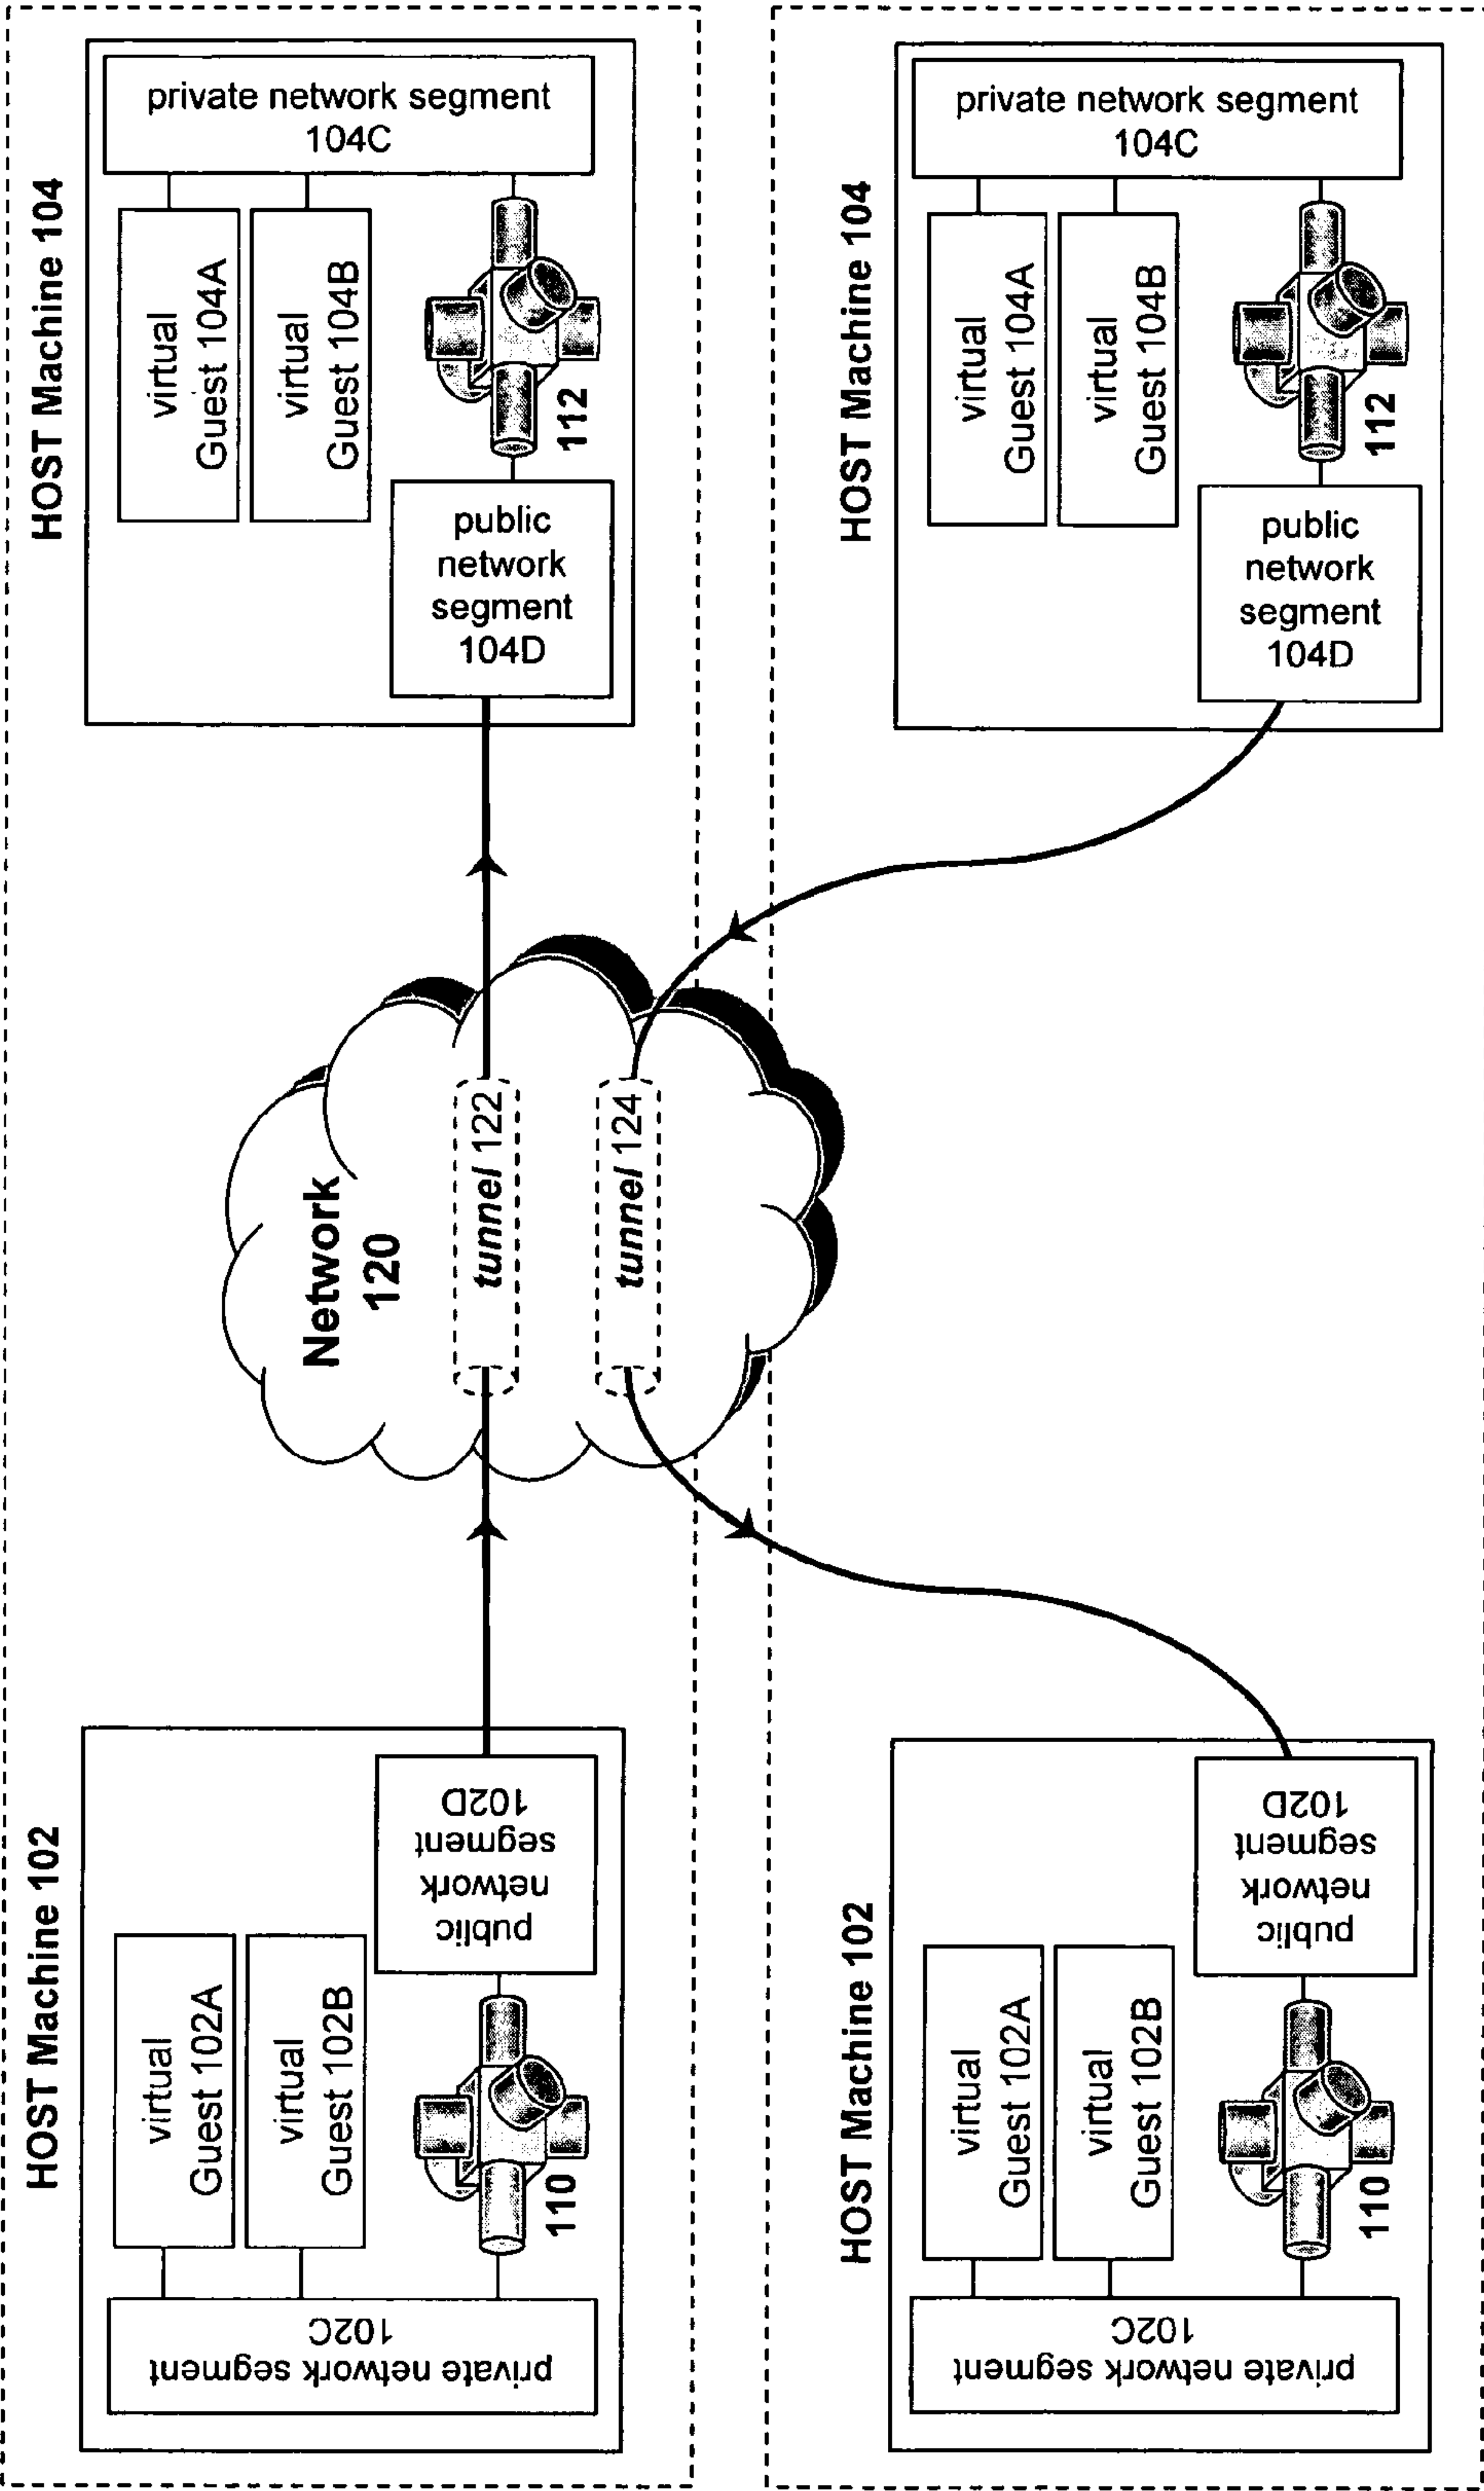 HOST Machine 102
virtual
Guest 102A
virtual
Guest 102B
110
private network segment
102C
public
network
segment
102D
Network
120
tunnel 122
tunnel 124
HOST Machine 104
virtual
Guest 104A
virtual
Guest 104B
112
private network segment
104C
public
network
segment
104D
HOST Machine 102
virtual
Guest 102A
virtual
Guest 102B
110
private network segment
102C
public
network
segment
102D
HOST Machine 104
virtual
Guest 104A
virtual
Guest 104B
112
private network segment
104C
public
network
segment
104D